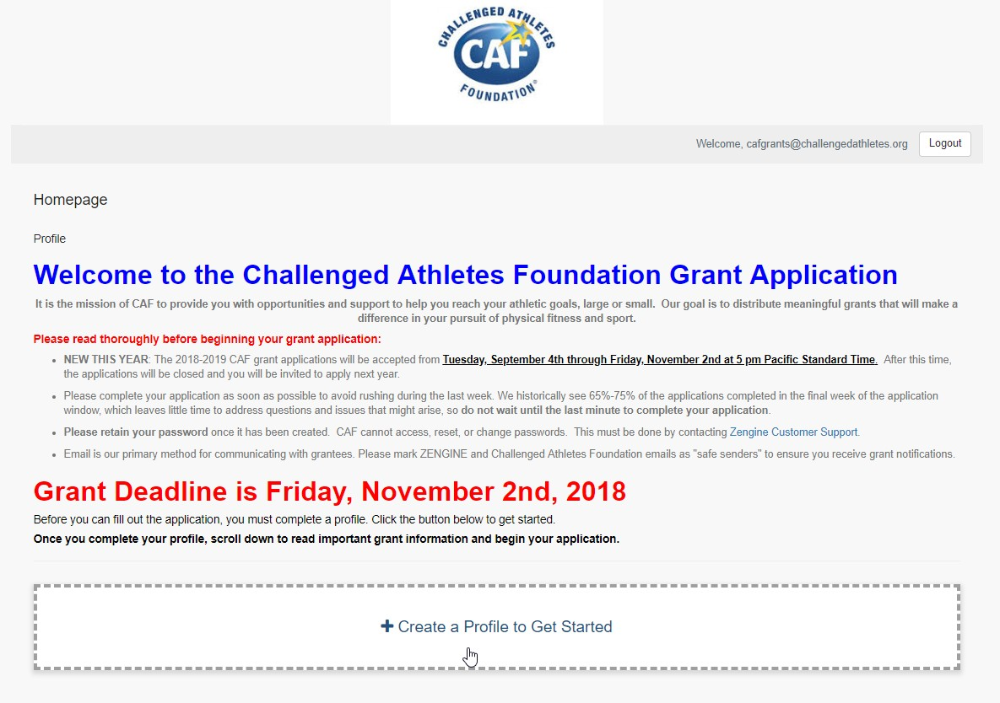 CHALLENGED ATHLETES
CAF
FOUNDATION®
Welcome, cafgrants@challengedathletes.org
Logout
Homepage
Profile
Welcome to the Challenged Athletes Foundation Grant Application
It is the mission of CAF to provide you with opportunities and support to help you reach your athletic goals, large or small.  Our goal is to distribute meaningful grants that will make a
difference in your pursuit of physical fitness and sport.
Please read thoroughly before beginning your grant application:
• NEW THIS YEAR: The 2018-2019 CAF grant applications will be accepted from Tuesday, September 4th through Friday, November 2nd at 5 pm Pacific Standard Time.  After this time,
the applications will be closed and you will be invited to apply next year.
• Please complete your application as soon as possible to avoid rushing during the last week. We historically see 65%-75% of the applications completed in the final week of the application
window, which leaves little time to address questions and issues that might arise, so do not wait until the last minute to complete your application.
• Please retain your password once it has been created.  CAF cannot access, reset, or change passwords.  This must be done by contacting Zengine Customer Support.
• Email is our primary method for communicating with grantees. Please mark ZENGINE and Challenged Athletes Foundation emails as "safe senders" to ensure you receive grant notifications.
Grant Deadline is Friday, November 2nd, 2018
Before you can fill out the application, you must complete a profile. Click the button below to get started.
Once you complete your profile, scroll down to read important grant information and begin your application.
+ Create a Profile to Get Started